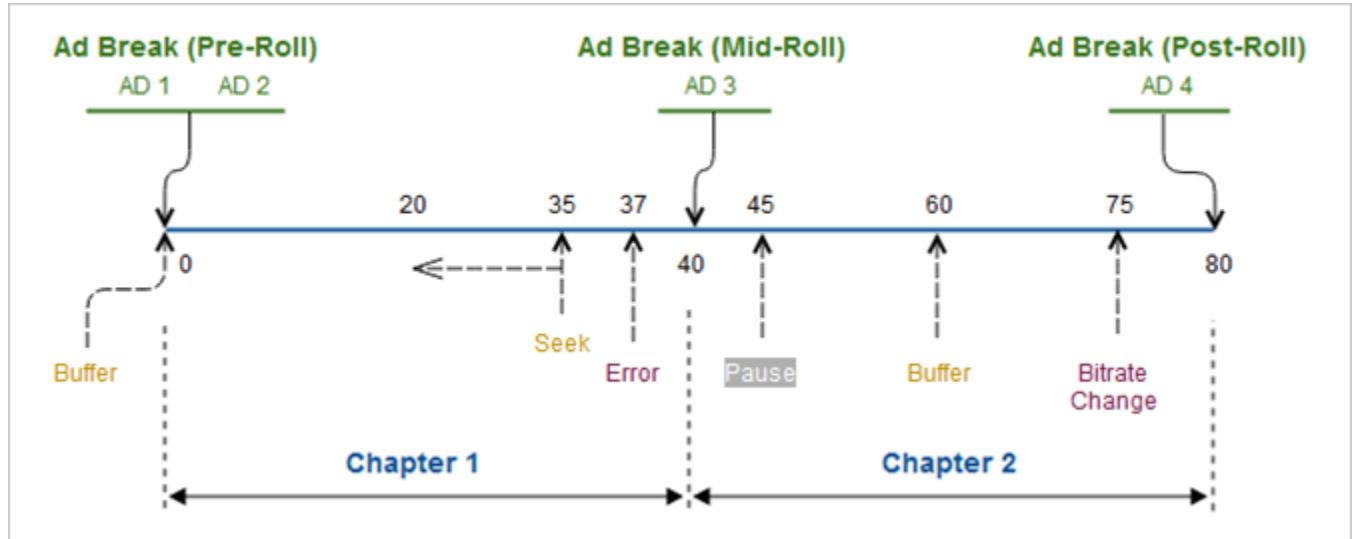 Ad Break (Pre-Roll)
Ad Break (Mid-Roll)
Ad Break (Post-Roll)
AD 1
AD 2
AD 3
AD 4
20
35
37
45
60
75
0
40
80
Buffer
Seek
Error
Pause
Buffer
Bitrate
Change
Chapter 1
Chapter 2